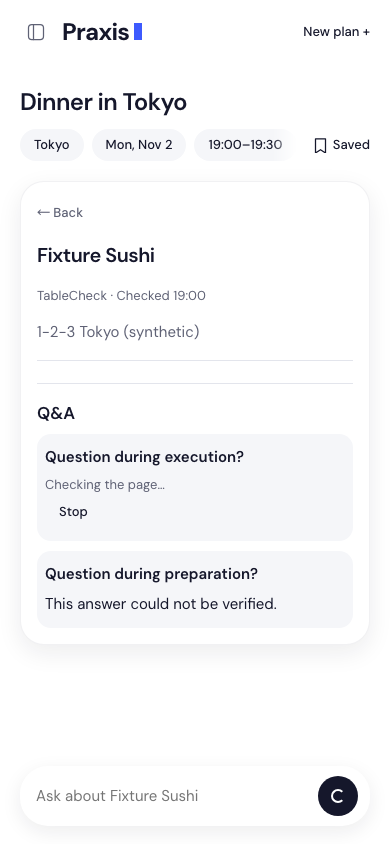 Praxis
New plan +
Dinner in Tokyo
Tokyo
Mon, Nov 2
19:00–19:30
Saved
← Back
Fixture Sushi
TableCheck · Checked 19:00
1-2-3 Tokyo (synthetic)
Q&A
Question during execution?
Checking the page…
Stop
Question during preparation?
This answer could not be verified.
Ask about Fixture Sushi